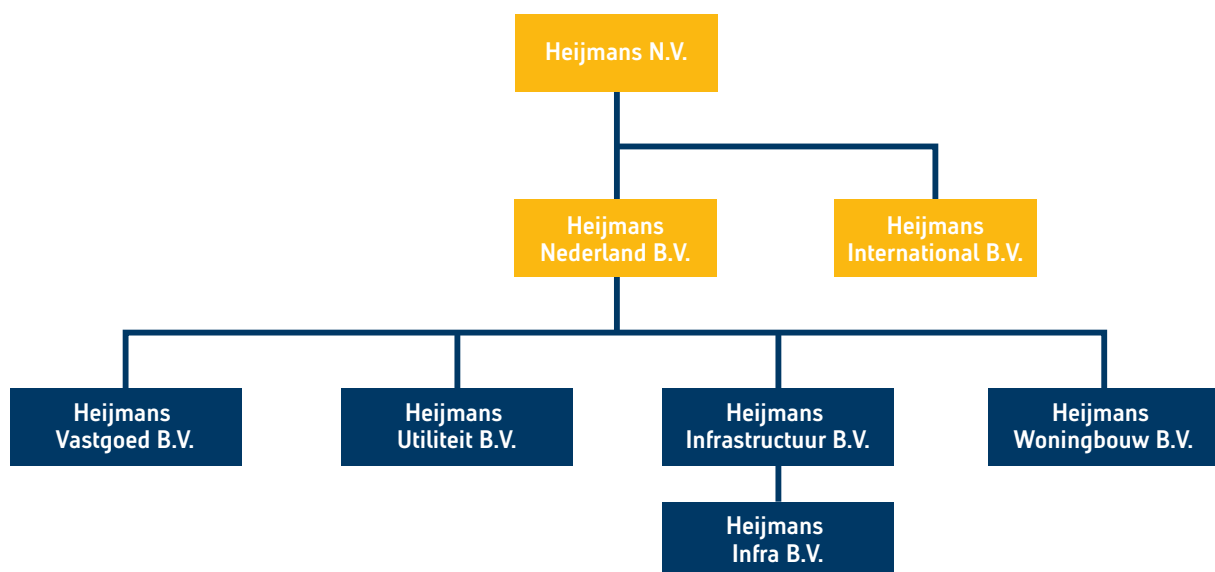 Heijmans N.V.
Heijmans
Nederland B.V.
Heijmans
International B.V.
Heijmans
Vastgoed B.V.
Heijmans
Utiliteit B.V.
Heijmans
Infrastructuur B.V.
Heijmans
Woningbouw B.V.
Heijmans
Infra B.V.